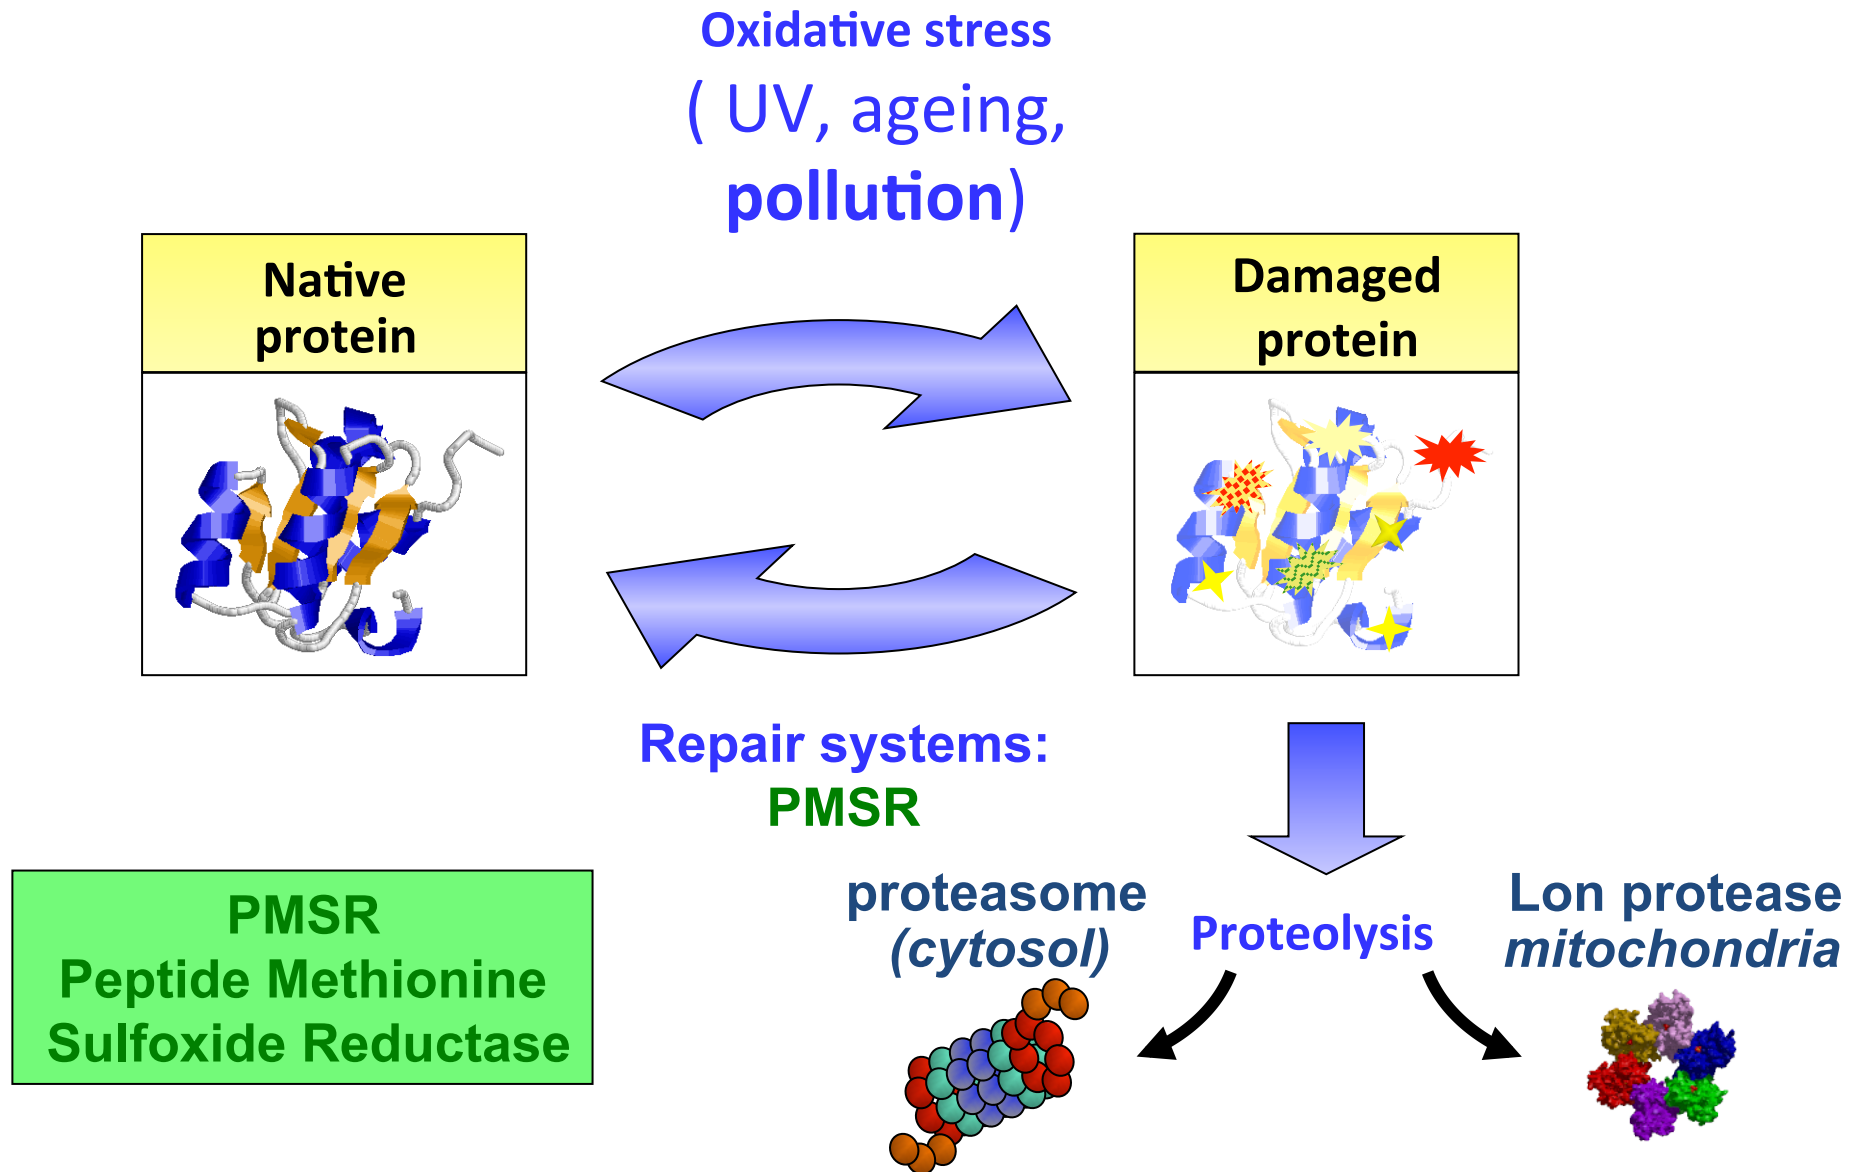 Oxidative stress
( UV, ageing,
pollution)
Native
protein
Damaged
protein
Repair systems:
PMSR
PMSR
Peptide Methionine
Sulfoxide Reductase
proteasome
(cytosol)
Proteolysis
Lon protease
mitochondria